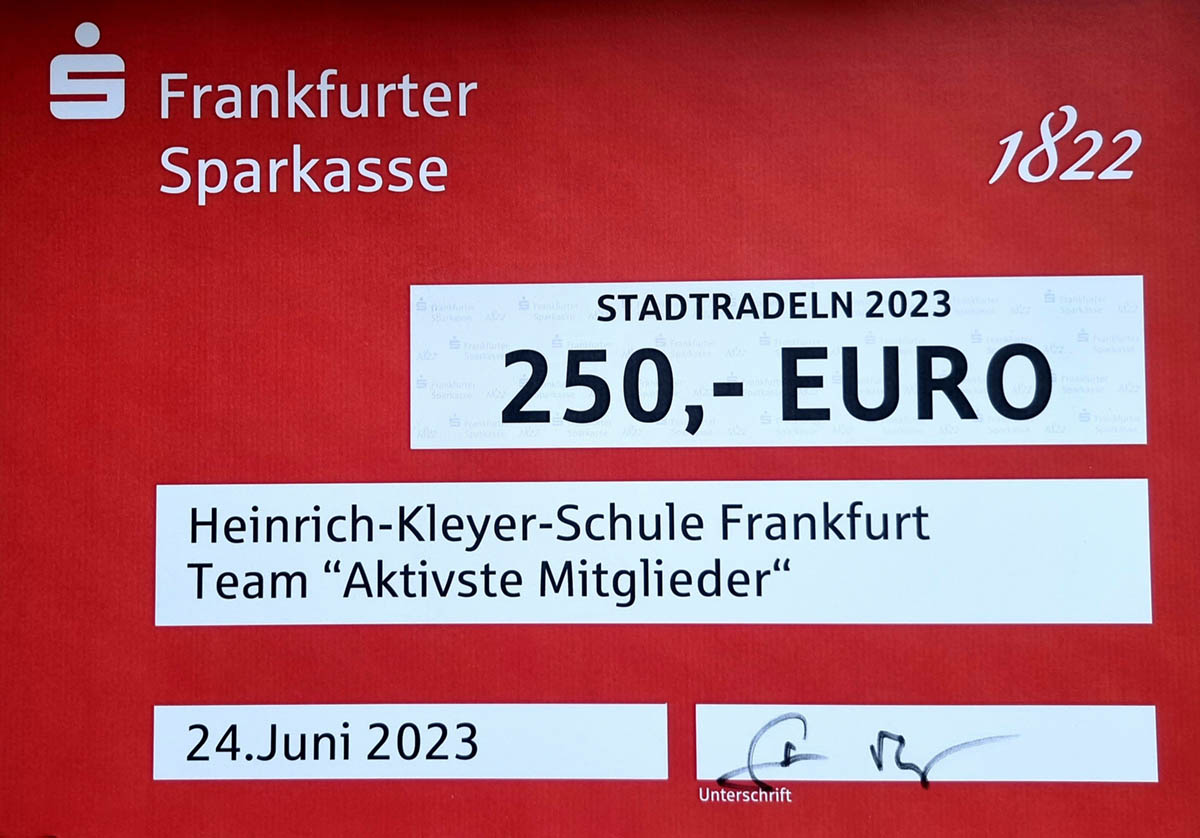 Frankfurter
Sparkasse
1822
STADTRADELN 2023
250,- EURO
Heinrich-Kleyer-Schule Frankfurt
Team “Aktivste Mitglieder“
24.Juni 2023
Unterschrift